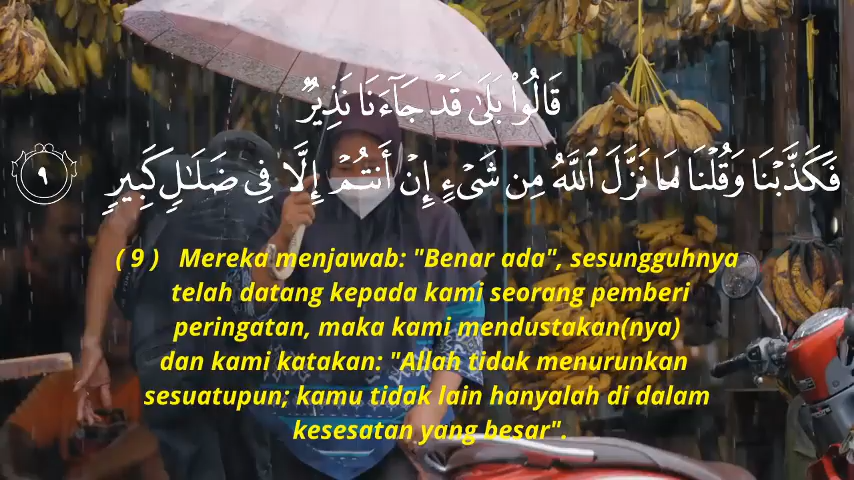 قَالُوا۟ بَلَىٰ قَدْ جَآءَنَا نَذِيرٌ
فَكَذَّبْنَا وَقُلْنَا مَا نَزَّلَ ٱللَّهُ مِن شَىْءٍ إِنْ أَنتُمْ إِلَّا فِى ضَلَـٰلٍ كَبِيرٍ ٩
( 9 ) Mereka menjawab: "Benar ada", sesungguhnya
telah datang kepada kami seorang pemberi
peringatan, maka kami mendustakan(nya)
dan kami katakan: "Allah tidak menurunkan
sesuatupun; kamu tidak lain hanyalah di dalam
kesesatan yang besar".